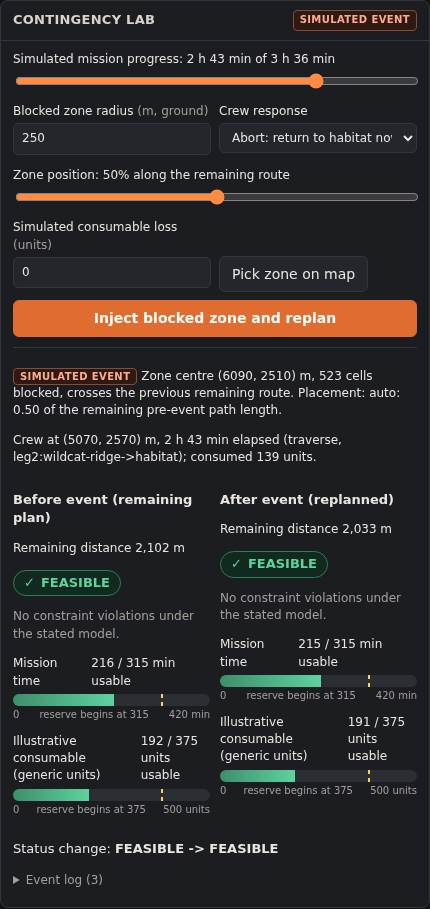 CONTINGENCY LAB
SIMULATED EVENT
Simulated mission progress: 2 h 43 min of 3 h 36 min
Blocked zone radius (m, ground)
Crew response
250
Abort: return to habitat nov
Zone position: 50% along the remaining route
Simulated consumable loss
(units)
0
Pick zone on map
Inject blocked zone and replan
SIMULATED EVENT Zone centre (6090, 2510) m, 523 cells
blocked, crosses the previous remaining route. Placement: auto:
0.50 of the remaining pre-event path length.
Crew at (5070, 2570) m, 2 h 43 min elapsed (traverse,
leg2:wildcat-ridge->habitat); consumed 139 units.
Before event (remaining
plan)
Remaining distance 2,102 m
✓ FEASIBLE
No constraint violations under
the stated model.
Mission
time
216 / 315 min
usable
0 reserve begins at 315 420 min
Illustrative
consumable
(generic units)
192 / 375
units
usable
0 reserve begins at 375 500 units
After event (replanned)
Remaining distance 2,033 m
✓ FEASIBLE
No constraint violations under
the stated model.
Mission
time
215 / 315 min
usable
0 reserve begins at 315 420 min
Illustrative
consumable
(generic units)
191 / 375
units
usable
0 reserve begins at 375 500 units
Status change: FEASIBLE -> FEASIBLE
▶ Event log (3)